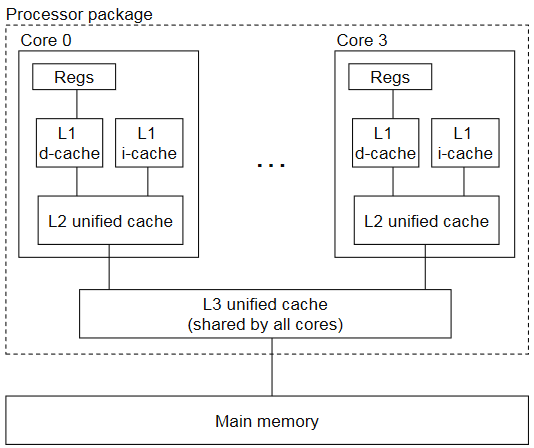 Processor package
Core 0
Core 3
Regs
Regs
L1
d-cache
L1
i-cache
L1
d-cache
L1
i-cache
...
L2 unified cache
L2 unified cache
L3 unified cache
(shared by all cores)
Main memory